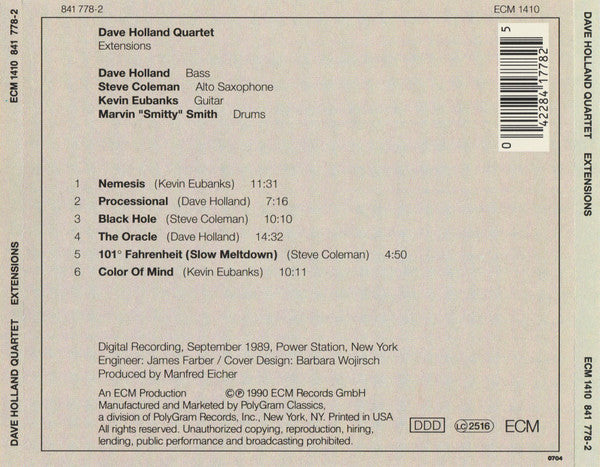 841 778-2
ECM 1410
Dave Holland Quartet
Extensions
Dave Holland Bass
Steve Coleman Alto Saxophone
Kevin Eubanks Guitar
Marvin "Smitty" Smith Drums
1 Nemesis (Kevin Eubanks) 11:31
2 Processional (Dave Holland) 7:16
3 Black Hole (Steve Coleman) 10:10
4 The Oracle (Dave Holland) 14:32
5 101° Fahrenheit (Slow Meltdown) (Steve Coleman) 4:50
6 Color Of Mind (Kevin Eubanks) 10:11
Digital Recording, September 1989, Power Station, New York
Engineer: James Farber / Cover Design: Barbara Wojirsch
Produced by Manfred Eicher
An ECM Production ©℗ 1990 ECM Records GmbH
Manufactured and Marketed by PolyGram Classics,
a division of PolyGram Records, Inc., New York, NY. Printed in USA
All rights reserved. Unauthorized copying, reproduction, hiring,
lending, public performance and broadcasting prohibited.
DDD LC 2516 ECM
0704
0 42284 17782 5
DAVE HOLLAND QUARTET EXTENSIONS ECM 1410 841 778-2
DAVE HOLLAND QUARTET EXTENSIONS ECM 1410 841 778-2